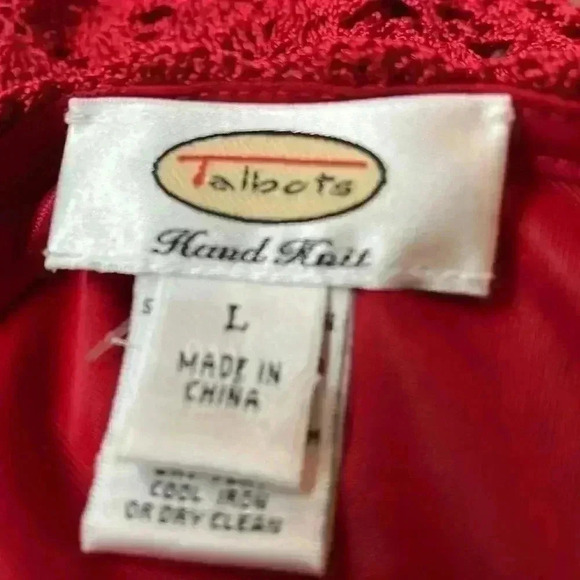 Talbots
Hand Knit
S
L
MADE IN
CHINA
COOL IRON
OR DRY CLEAN